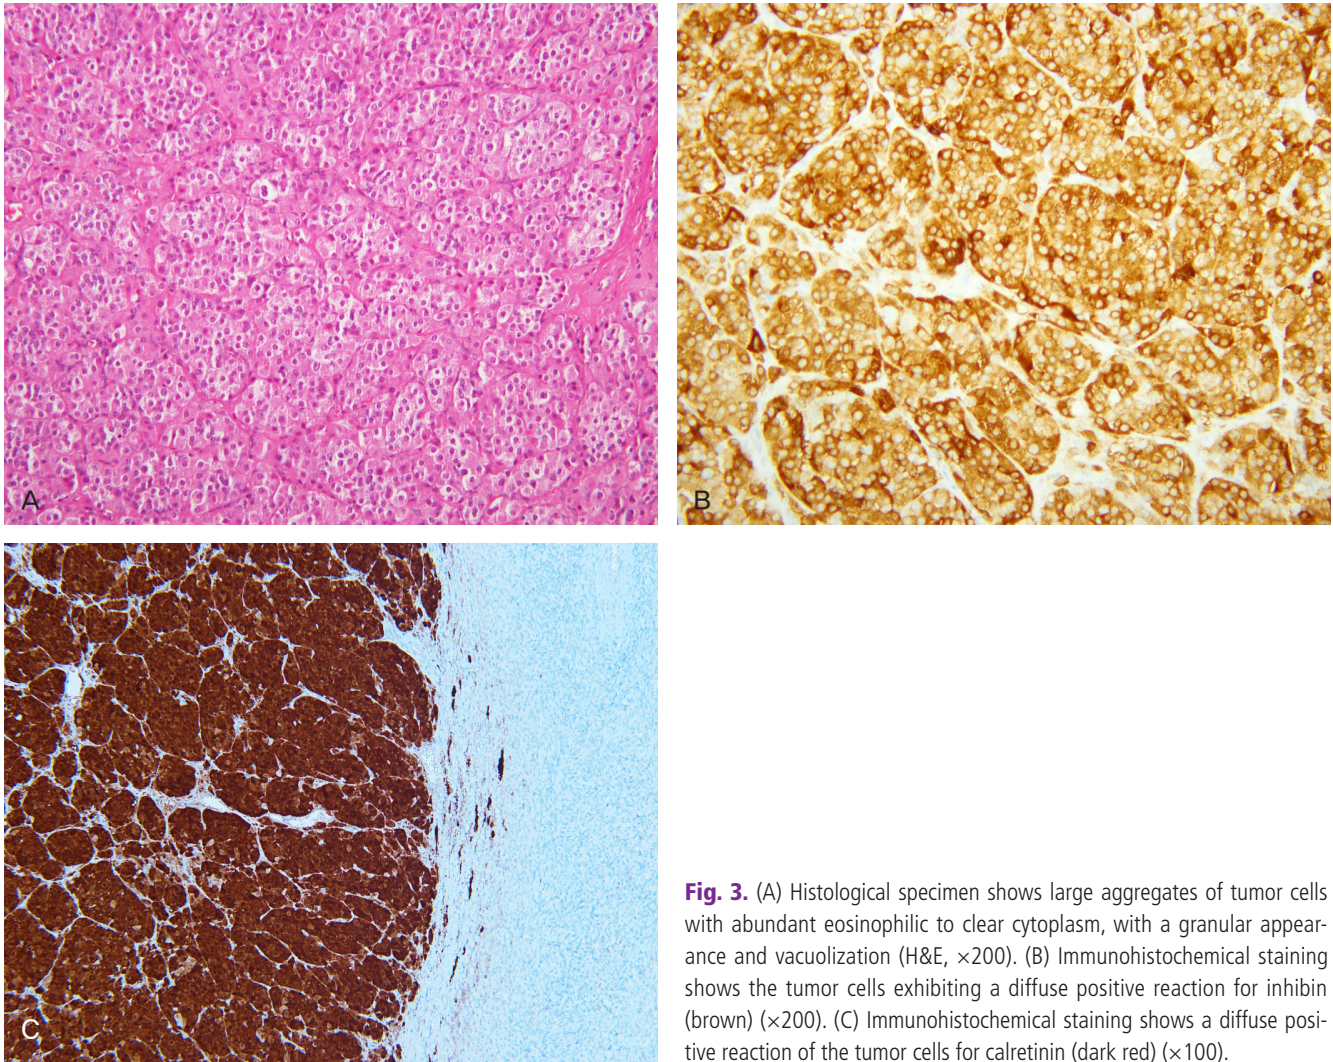 A
B
C
Fig. 3. (A) Histological specimen shows large aggregates of tumor cells
with abundant eosinophilic to clear cytoplasm, with a granular appear-
ance and vacuolization (H&E, ×200). (B) Immunohistochemical staining
shows the tumor cells exhibiting a diffuse positive reaction for inhibin
(brown) (×200). (C) Immunohistochemical staining shows a diffuse posi-
tive reaction of the tumor cells for calretinin (dark red) (×100).